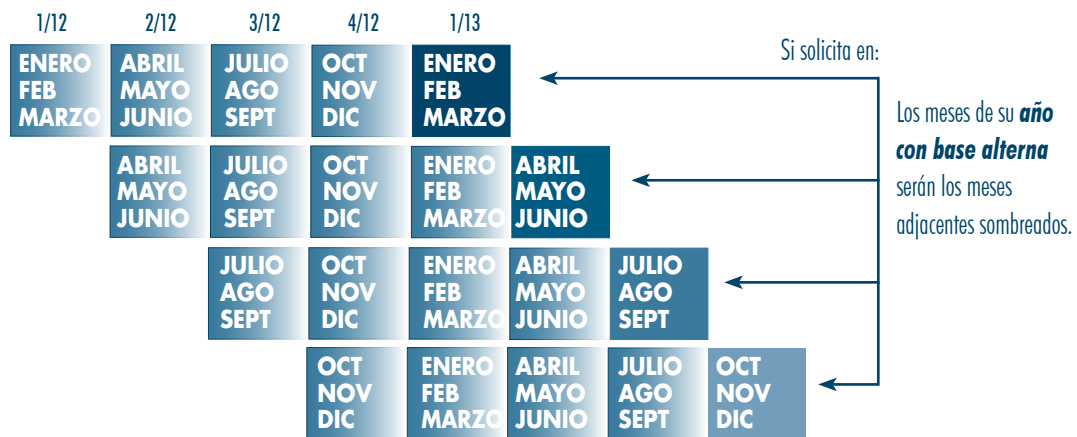 1/12 2/12 3/12 4/12 1/13
Si solicita en:
ENERO ABRIL JULIO OCT ENERO
FEB MAYO AGO NOV FEB
MARZO JUNIO SEPT DIC MARZO
Los meses de su año
con base alterna
serán los meses
adjacentes sombreados.
ABRIL JULIO OCT ENERO ABRIL
MAYO AGO NOV FEB MAYO
JUNIO SEPT DIC MARZO JUNIO
JULIO OCT ENERO ABRIL JULIO
AGO NOV FEB MAYO AGO
SEPT DIC MARZO JUNIO SEPT
OCT ENERO ABRIL JULIO OCT
NOV FEB MAYO AGO NOV
DIC MARZO JUNIO SEPT DIC